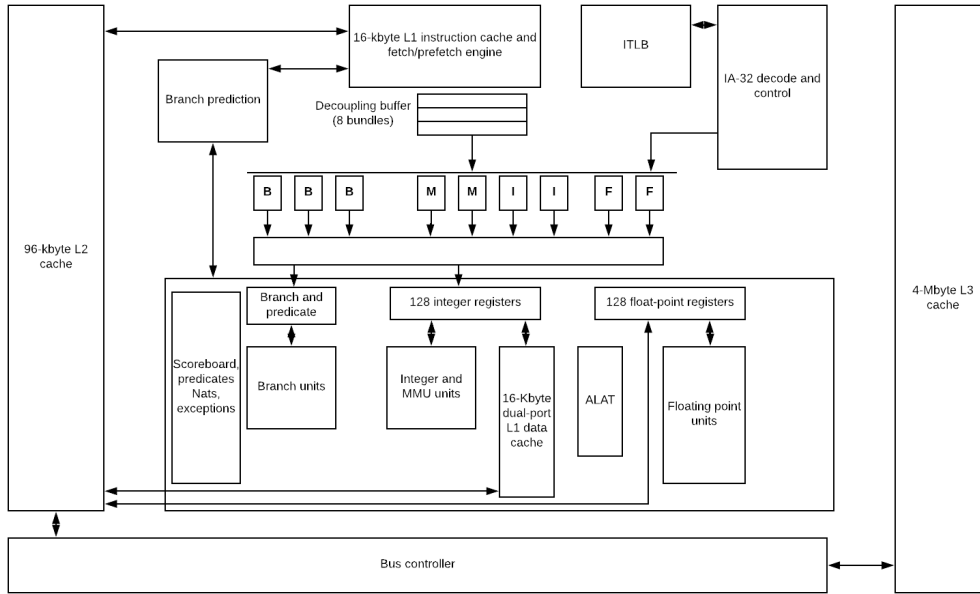 16-kbyte L1 instruction cache and
fetch/prefetch engine
ITLB
IA-32 decode and
control
Branch prediction
Decoupling buffer
(8 bundles)
B
B
B
M
M
I
I
F
F
96-kbyte L2
cache
4-Mbyte L3
cache
Branch and
predicate
128 integer registers
128 float-point registers
Scoreboard,
predicates
Nats,
exceptions
Branch units
Integer and
MMU units
16-Kbyte
dual-port
L1 data
cache
ALAT
Floating point
units
Bus controller